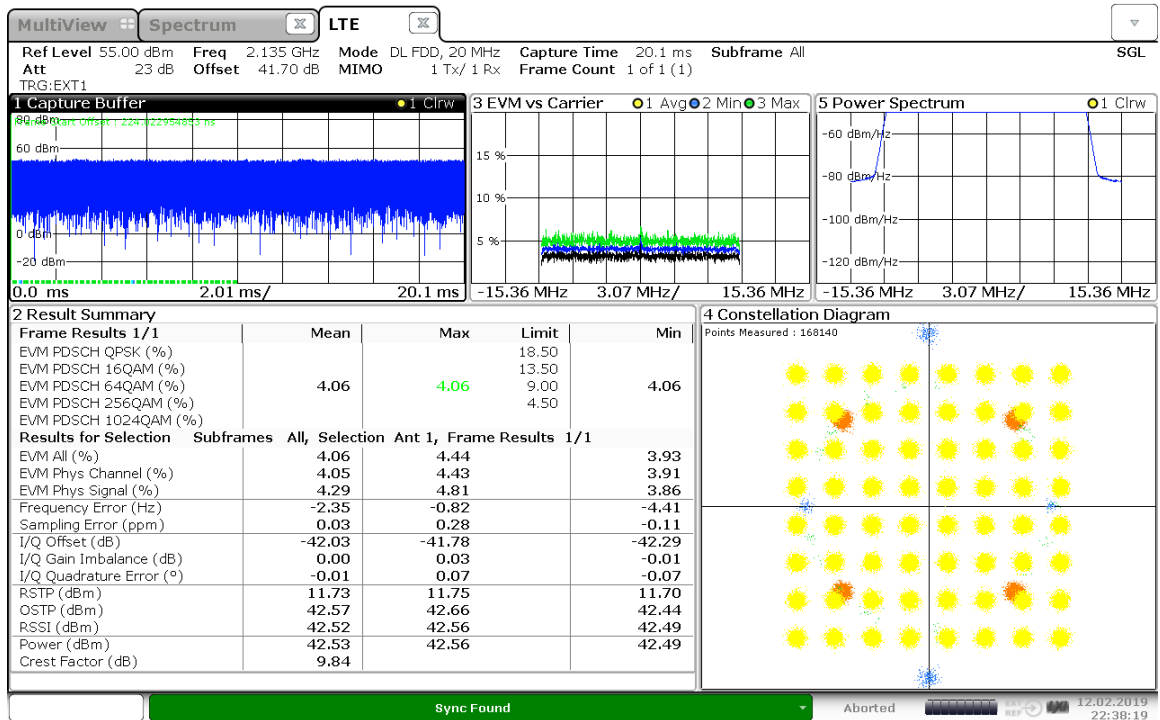 MultiView Spectrum LTE
Ref Level 55.00 dBm Freq 2.135 GHz Mode DL FDD, 20 MHz Capture Time 20.1 ms Subframe All SGL
Att 23 dB Offset 41.70 dB MIMO 1 Tx/ 1 Rx Frame Count 1 of 1 (1)
TRG:EXT1
1 Capture Buffer 1 Clrw
80 dBm
Frame Start Offset : 224.022954653 ns
60 dBm
0 dBm
-20 dBm
0.0 ms 2.01 ms/ 20.1 ms
3 EVM vs Carrier 1 Avg 2 Min 3 Max
15 %
10 %
5 %
-15.36 MHz 3.07 MHz/ 15.36 MHz
5 Power Spectrum 1 Clrw
-60 dBm/Hz
-80 dBm/Hz
-100 dBm/Hz
-120 dBm/Hz
-15.36 MHz 3.07 MHz/ 15.36 MHz
2 Result Summary
Frame Results 1/1 Mean Max Limit Min
EVM PDSCH QPSK (%) 18.50
EVM PDSCH 16QAM (%) 13.50
EVM PDSCH 64QAM (%) 4.06 4.06 9.00 4.06
EVM PDSCH 256QAM (%) 4.50
EVM PDSCH 1024QAM (%)
Results for Selection Subframes All, Selection Ant 1, Frame Results 1/1
EVM All (%) 4.06 4.44 3.93
EVM Phys Channel (%) 4.05 4.43 3.91
EVM Phys Signal (%) 4.29 4.81 3.86
Frequency Error (Hz) -2.35 -0.82 -4.41
Sampling Error (ppm) 0.03 0.28 -0.11
I/Q Offset (dB) -42.03 -41.78 -42.29
I/Q Gain Imbalance (dB) 0.00 0.03 -0.01
I/Q Quadrature Error (°) -0.01 0.07 -0.07
RSTP (dBm) 11.73 11.75 11.70
OSTP (dBm) 42.57 42.66 42.44
RSSI (dBm) 42.52 42.56 42.49
Power (dBm) 42.53 42.56 42.49
Crest Factor (dB) 9.84
4 Constellation Diagram
Points Measured : 168140
Sync Found
Aborted
12.02.2019
22:38:19